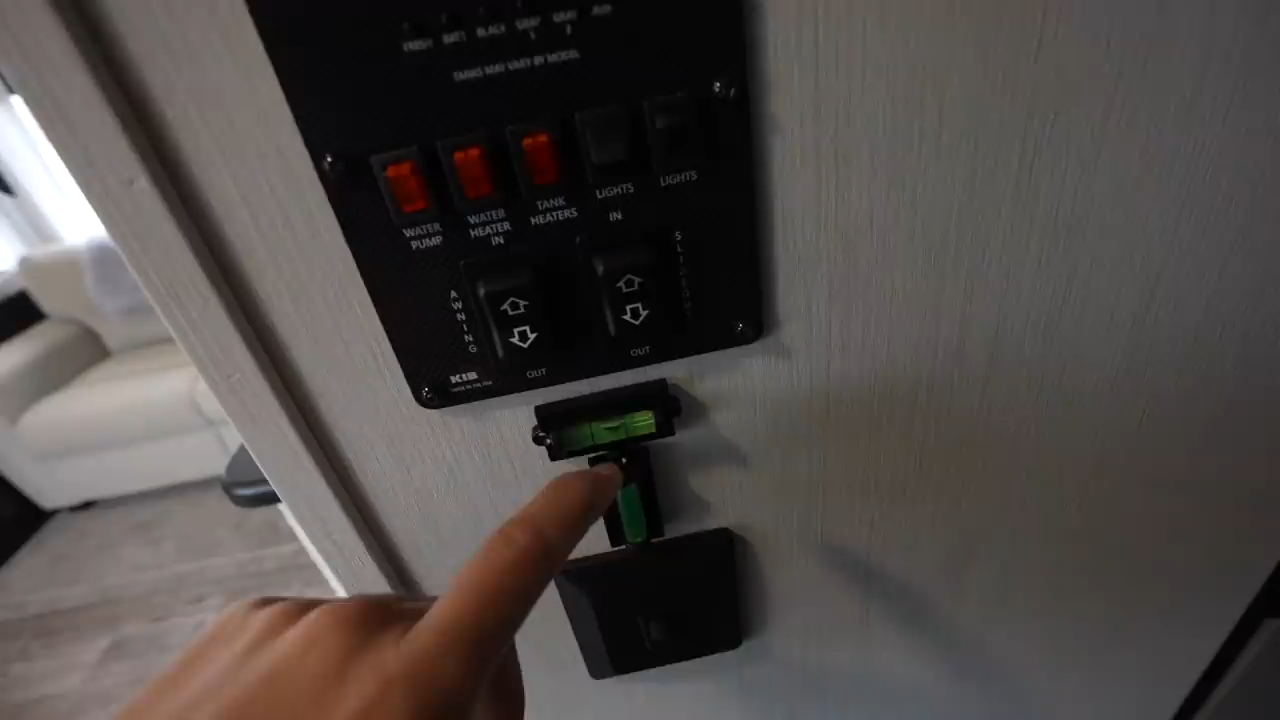 FRESH BATT BLACK GRAY 1 GRAY 2 AUX
TANKS MAY VARY BY MODEL
WATER PUMP
WATER HEATER
TANK HEATERS
LIGHTS
LIGHTS
IN
IN
AWNING
SLIDEOUT
OUT
OUT
KIB